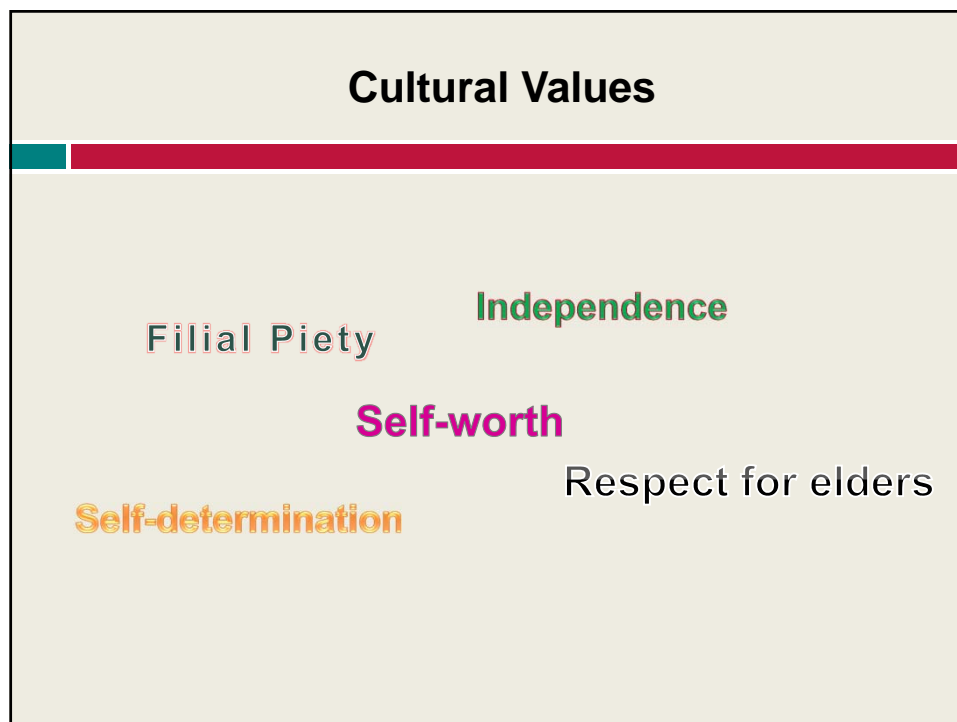 Cultural Values
Independence
Filial Piety
Self-worth
Respect for elders
Self-determination